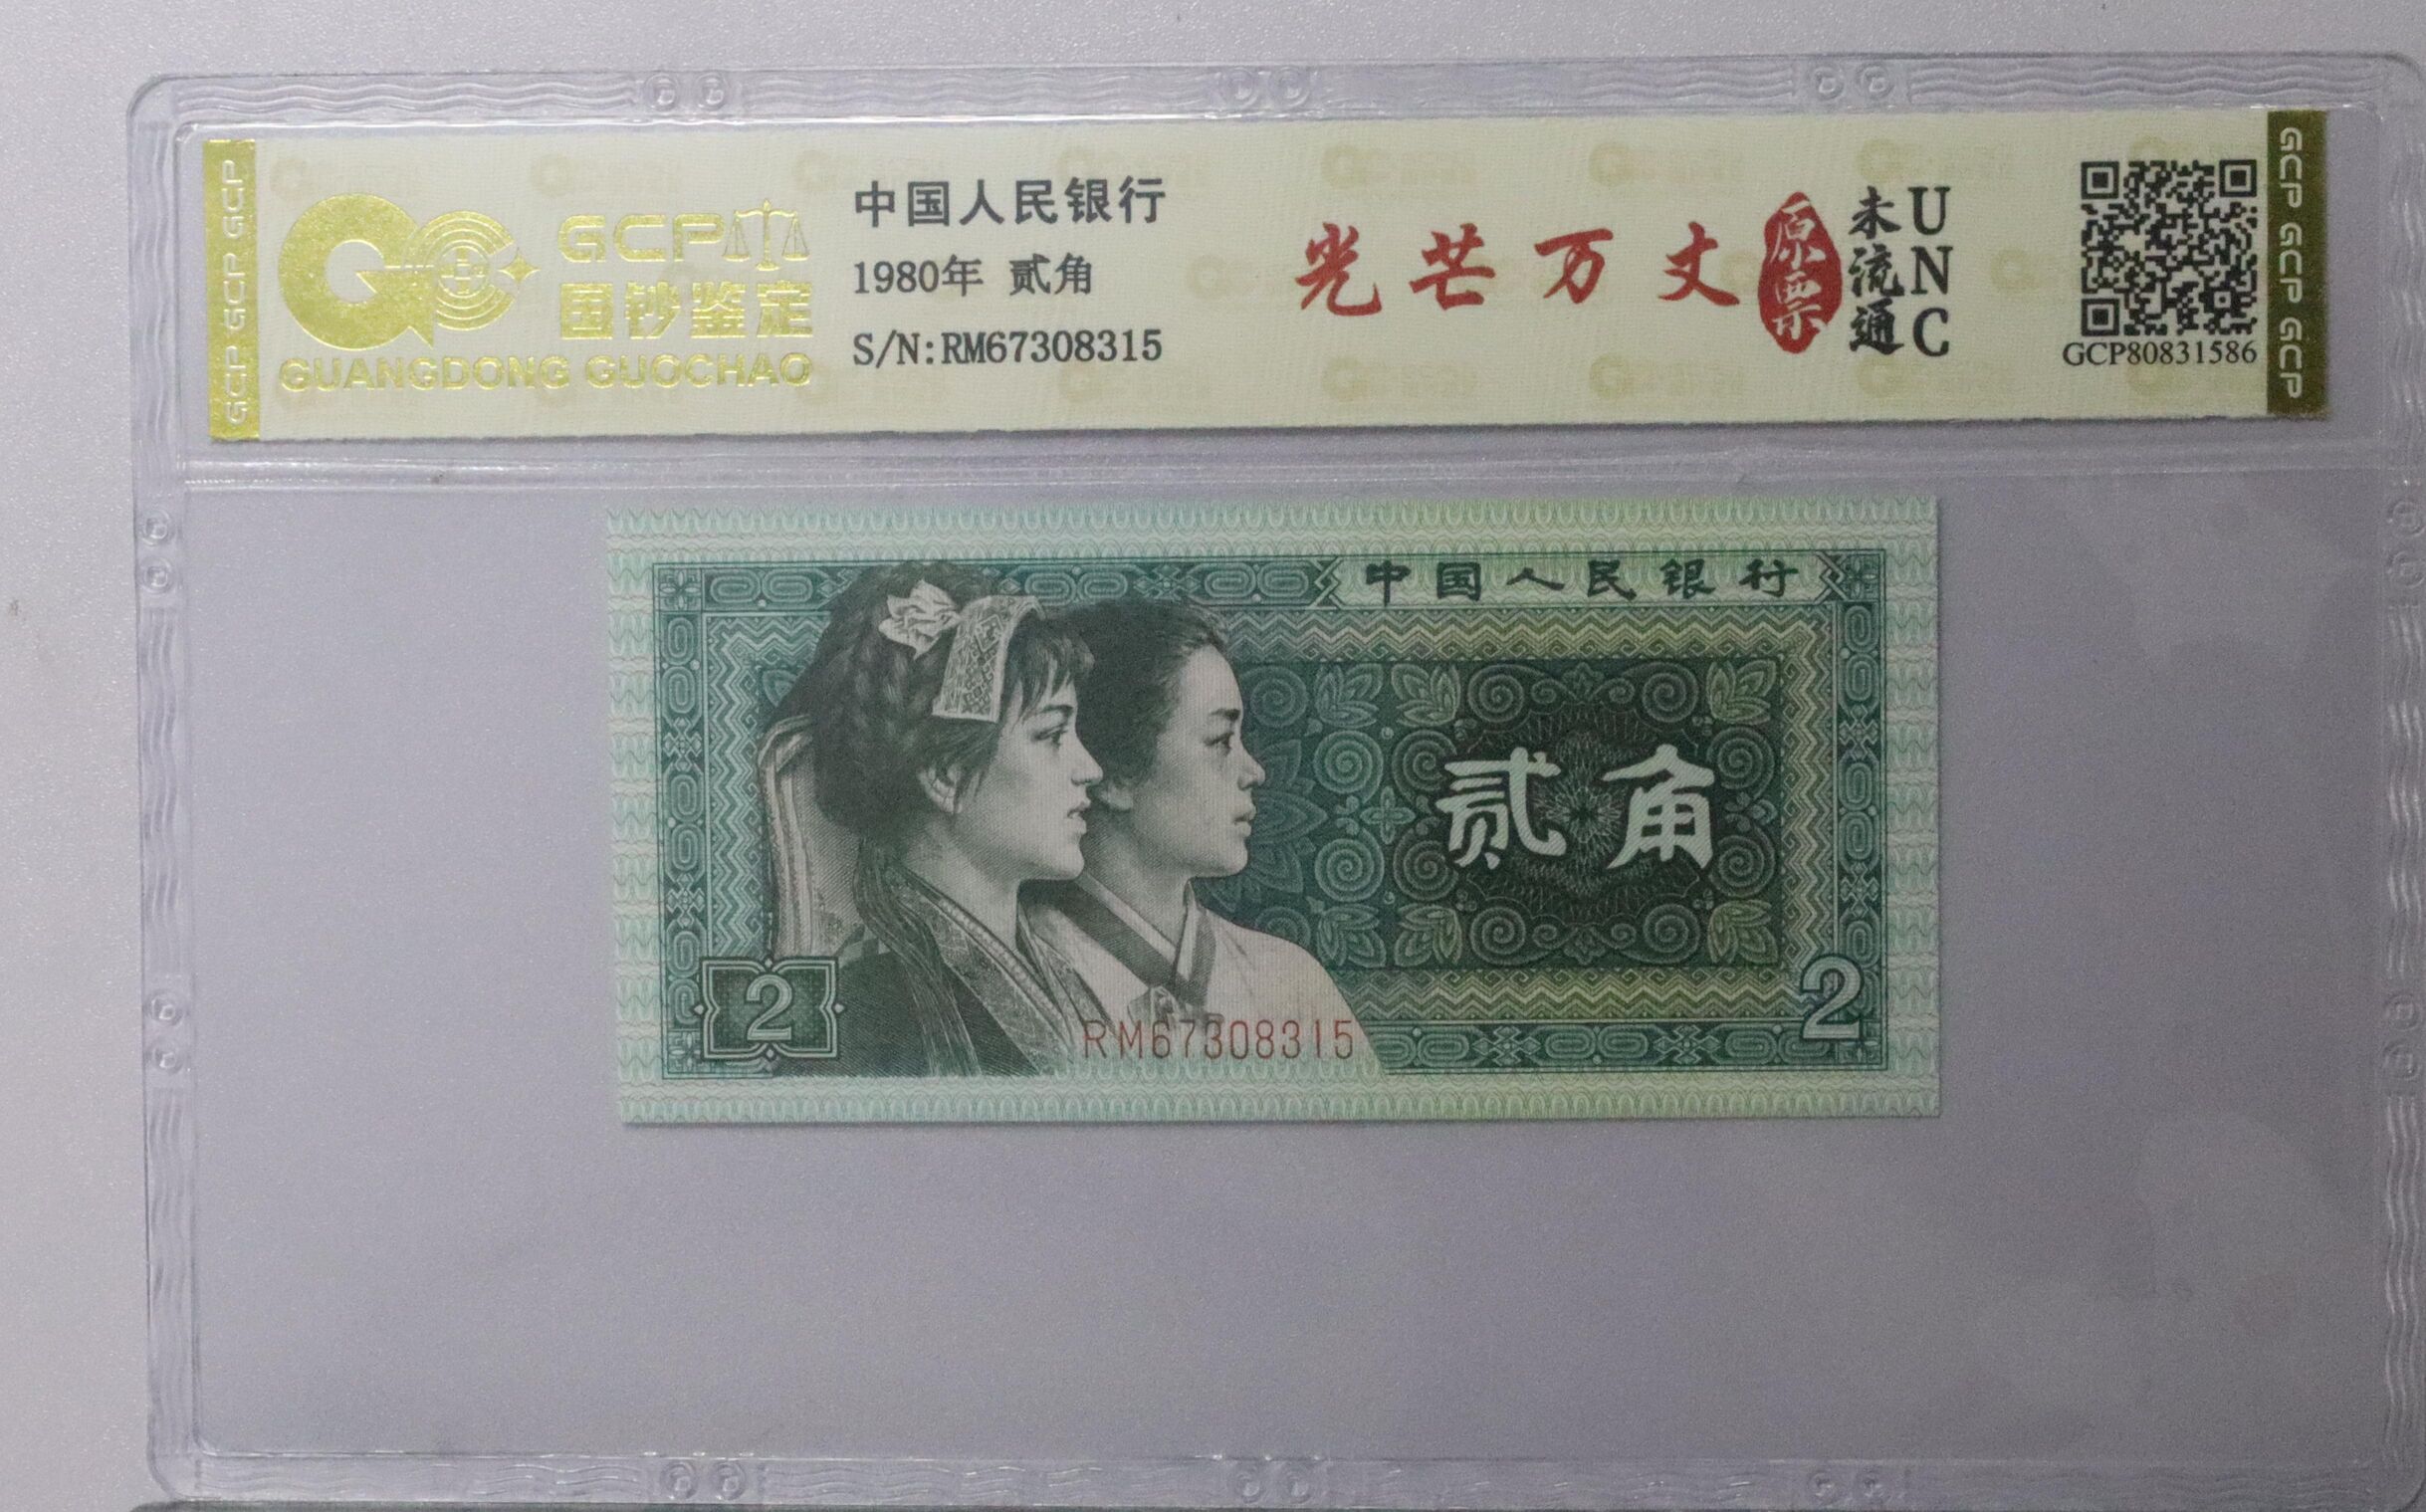 GCP GCP GCP
GCP
国钞鉴定
GUANGDONG GUOCHAO
中国人民银行
1980年 贰角
S/N:RM67308315
光芒万丈
原票
未流通
UNC
GCP80831586
GCP GCP GCP
中国人民银行
贰角
2
2
RM67308315